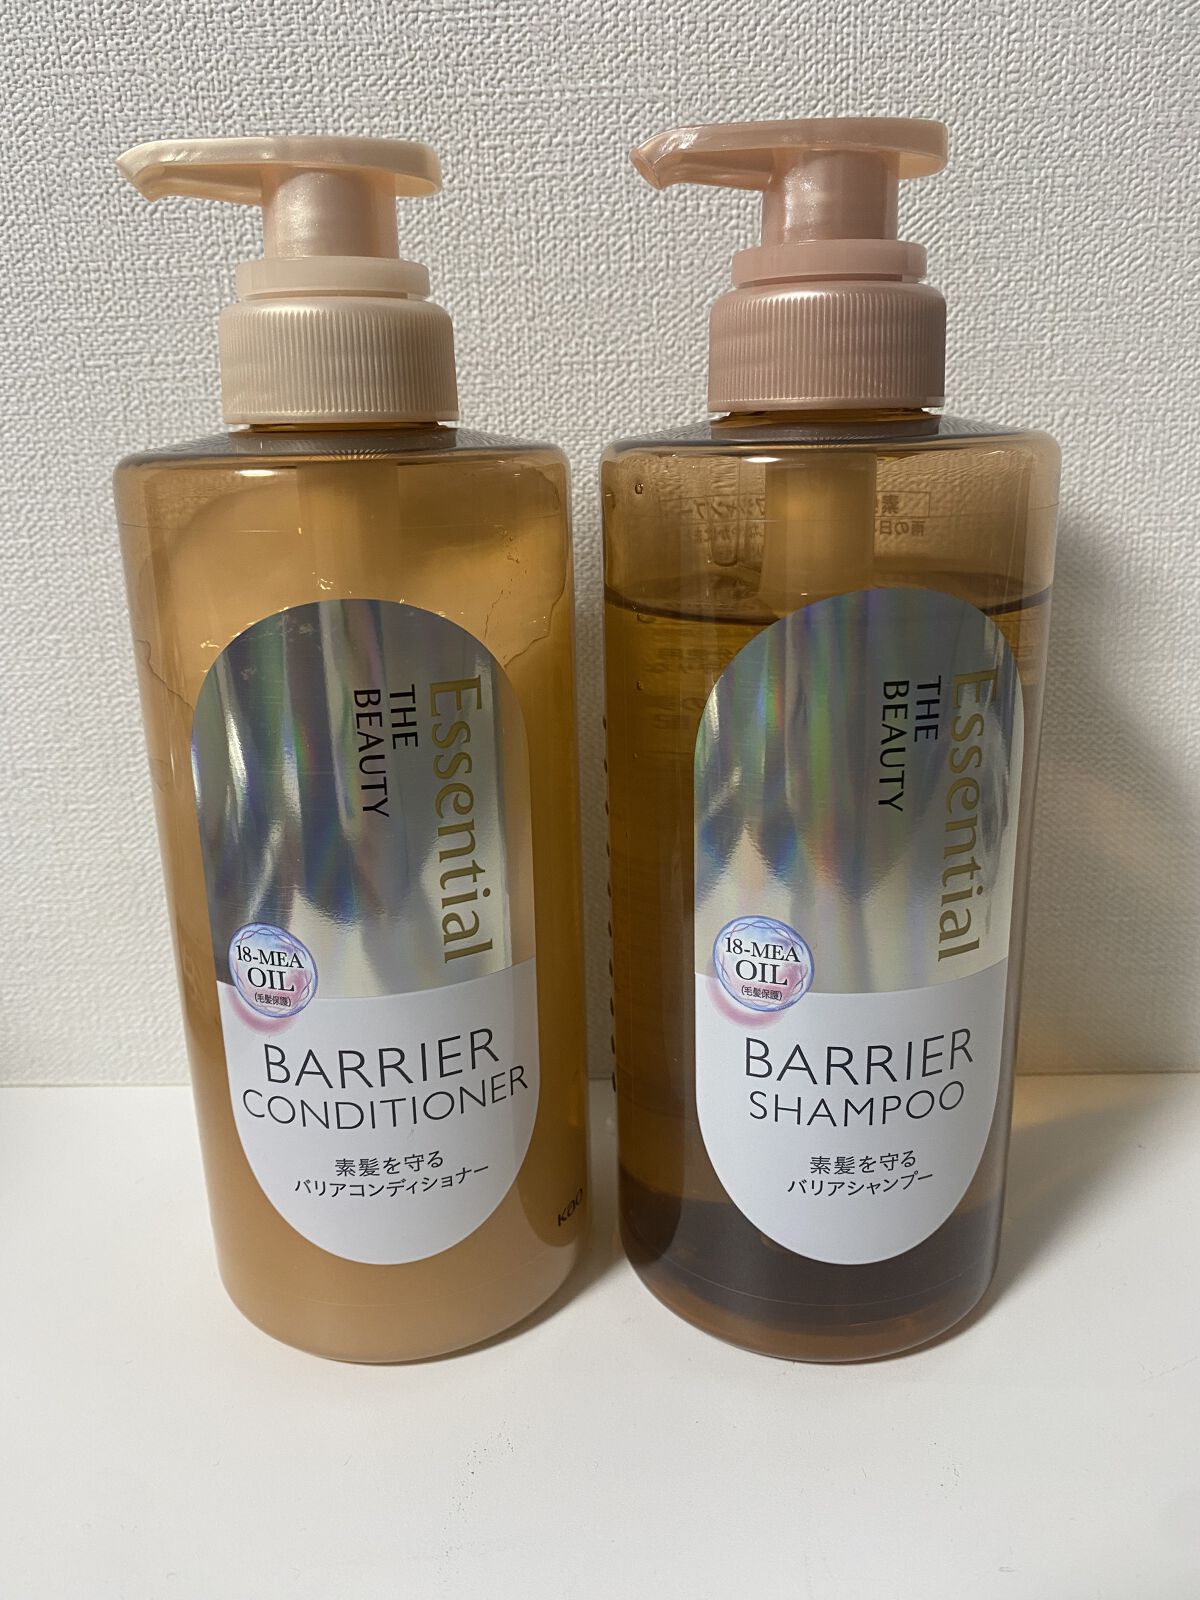 Essential
THE
BEAUTY
18-MEA
OIL
(毛髪保護)
BARRIER
CONDITIONER
素髪を守る
バリアコンディショナー
Kao
Essential
THE
BEAUTY
18-MEA
OIL
(毛髪保護)
BARRIER
SHAMPOO
素髪を守る
バリアシャンプー